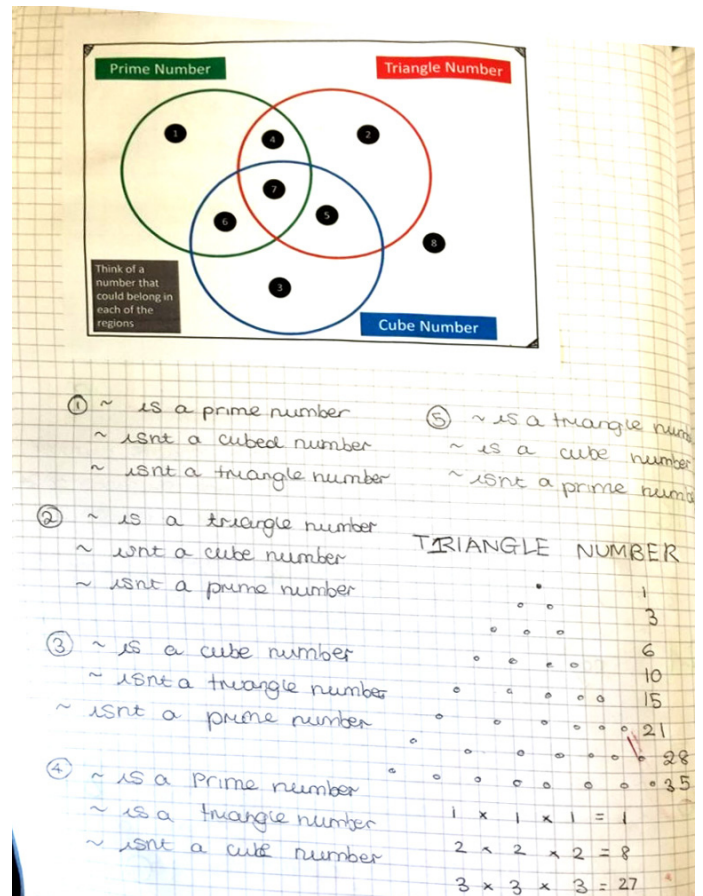 Prime Number
Triangle Number
1
4
2
7
6
5
8
3
Think of a
number that
could belong in
each of the
regions
Cube Number
① ~ is a prime number
~ isnt a cubed number
~ isnt a triangle number
② ~ is a triangle number
~ isnt a cube number
~ isnt a prime number
③ ~ is a cube number
~ isnt a triangle number
~ isnt a prime number
④ ~ is a Prime number
~ is a triangle number
~ isnt a cube number
⑤ ~ is a triangle numb
~ is a cube number
~ isnt a prime numb
TRIANGLE NUMBER
1
3
6
10
15
21
28
35
1 × 1 × 1 = 1
2 × 2 × 2 = 8
3 × 3 × 3 = 27